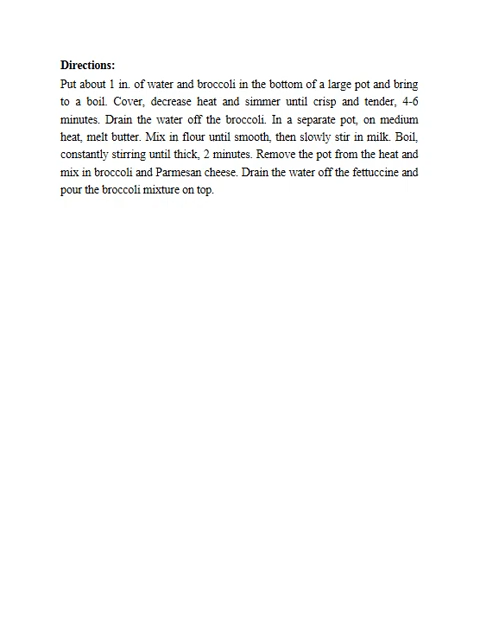 Directions:
Put about 1 in. of water and broccoli in the bottom of a large pot and bring
to a boil. Cover, decrease heat and simmer until crisp and tender, 4-6
minutes. Drain the water off the broccoli. In a separate pot, on medium
heat, melt butter. Mix in flour until smooth, then slowly stir in milk. Boil,
constantly stirring until thick, 2 minutes. Remove the pot from the heat and
mix in broccoli and Parmesan cheese. Drain the water off the fettuccine and
pour the broccoli mixture on top.